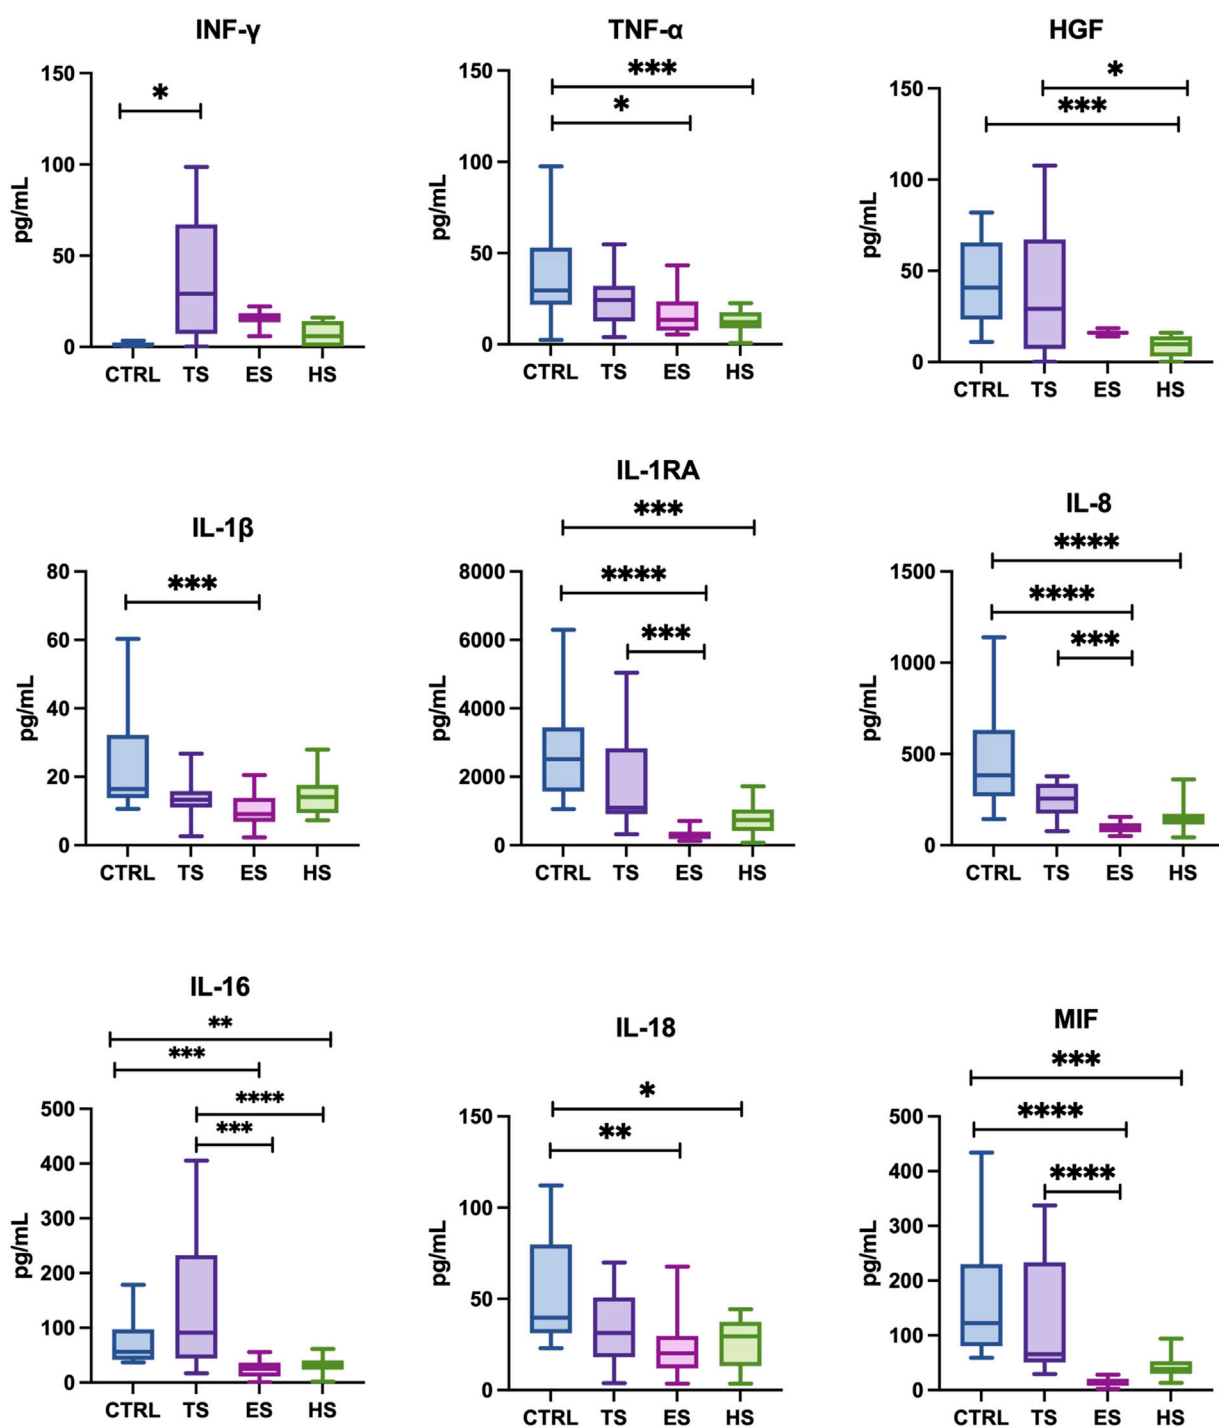 INF-γ
TNF-α
HGF
150
100
50
0
pg/mL
*
CTRL TS ES HS
150
100
50
0
pg/mL
***
*
CTRL TS ES HS
150
100
50
0
pg/mL
*
***
CTRL TS ES HS
IL-1β
IL-1RA
IL-8
80
60
40
20
0
pg/mL
***
CTRL TS ES HS
8000
6000
4000
2000
0
pg/mL
***
****
***
CTRL TS ES HS
1500
1000
500
0
pg/mL
****
****
***
CTRL TS ES HS
IL-16
IL-18
MIF
500
400
300
200
100
0
pg/mL
**
***
****
***
CTRL TS ES HS
150
100
50
0
pg/mL
*
**
CTRL TS ES HS
500
400
300
200
100
0
pg/mL
***
****
****
CTRL TS ES HS